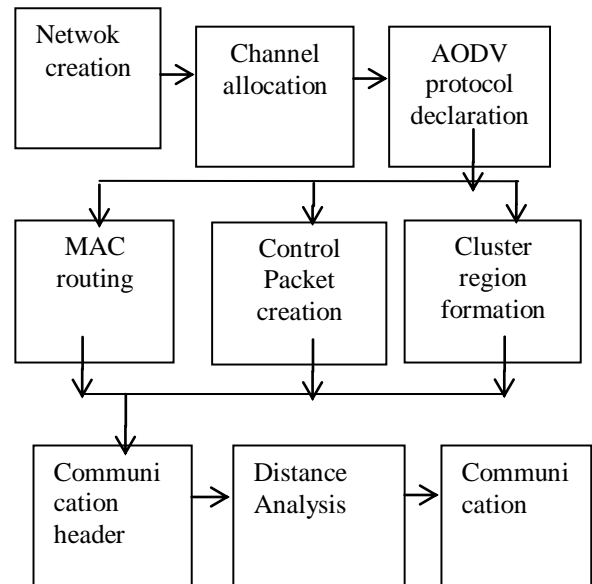 Netwok
creation
Channel
allocation
AODV
protocol
declaration
MAC
routing
Control
Packet
creation
Cluster
region
formation
Communi
cation
header
Distance
Analysis
Communi
cation